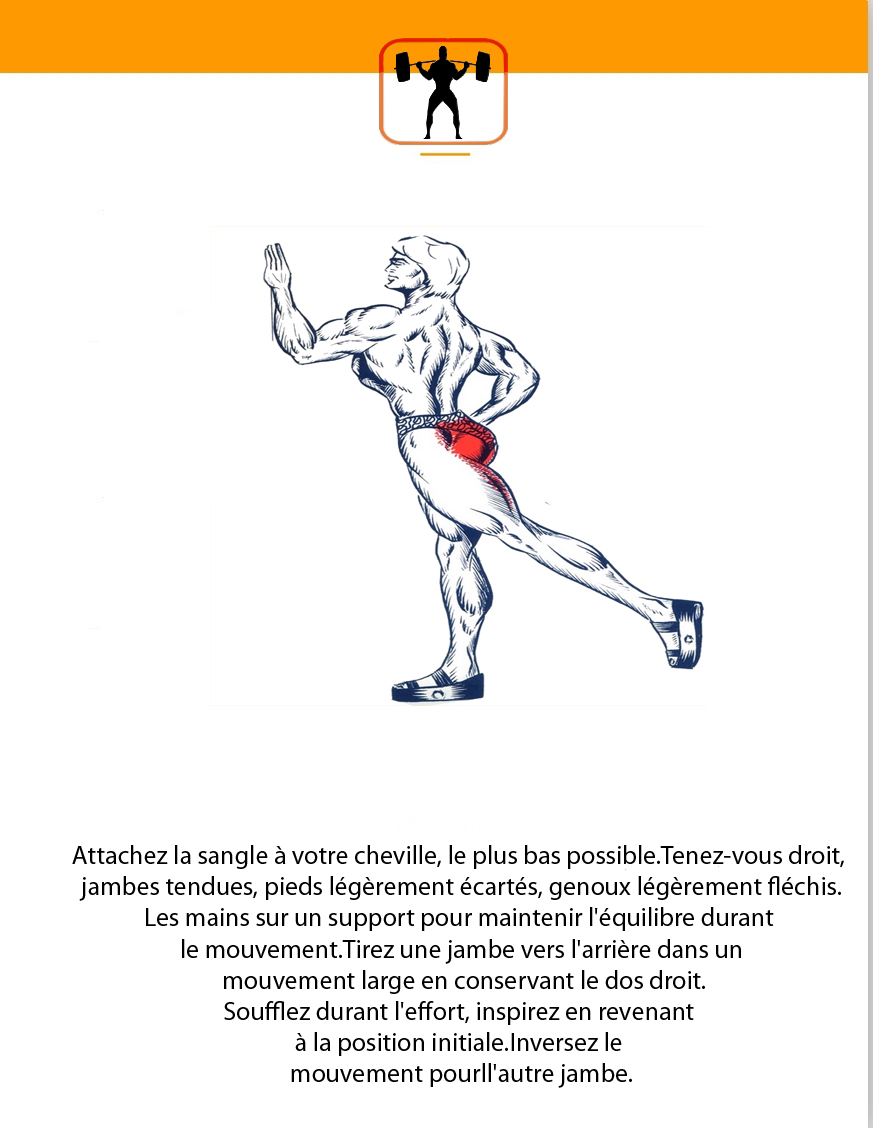 Attachez la sangle à votre cheville, le plus bas possible.Tenez-vous droit,
jambes tendues, pieds légèrement écartés, genoux légèrement fléchis.
Les mains sur un support pour maintenir l'équilibre durant
le mouvement.Tirez une jambe vers l'arrière dans un
mouvement large en conservant le dos droit.
Soufflez durant l'effort, inspirez en revenant
à la position initiale.Inversez le
mouvement pourll'autre jambe.